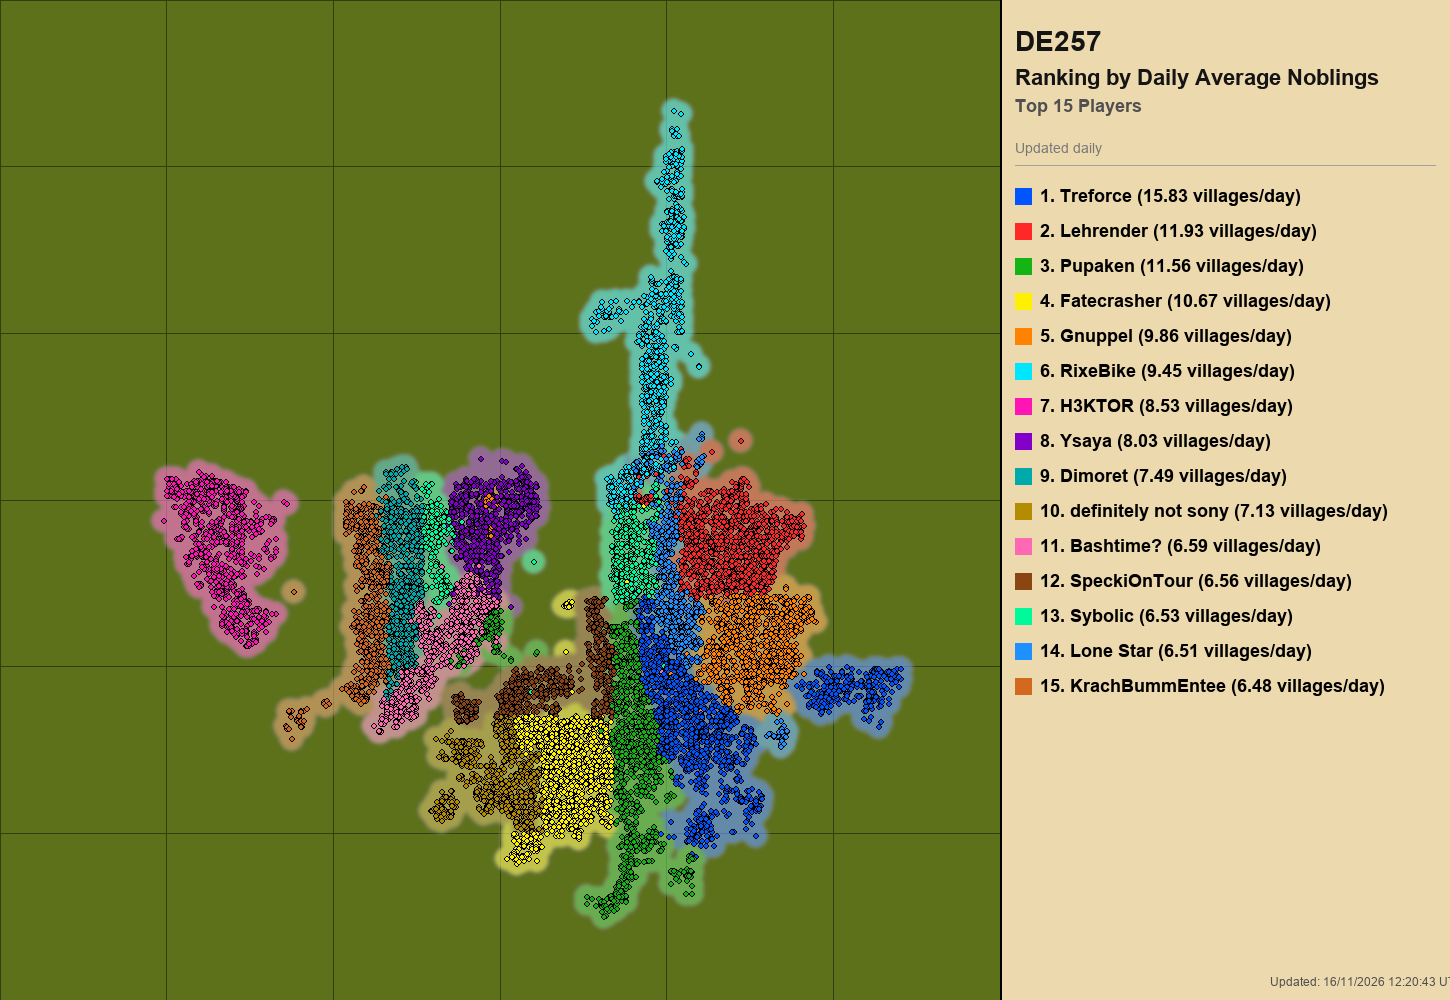 DE257
Ranking by Daily Average Noblings
Top 15 Players
Updated daily
1. Treforce (15.83 villages/day)
2. Lehrender (11.93 villages/day)
3. Pupaken (11.56 villages/day)
4. Fatecrasher (10.67 villages/day)
5. Gnuppel (9.86 villages/day)
6. RixeBike (9.45 villages/day)
7. H3KTOR (8.53 villages/day)
8. Ysaya (8.03 villages/day)
9. Dimoret (7.49 villages/day)
10. definitely not sony (7.13 villages/day)
11. Bashtime? (6.59 villages/day)
12. SpeckiOnTour (6.56 villages/day)
13. Sybolic (6.53 villages/day)
14. Lone Star (6.51 villages/day)
15. KrachBummEntee (6.48 villages/day)
Updated: 16/11/2026 12:20:43